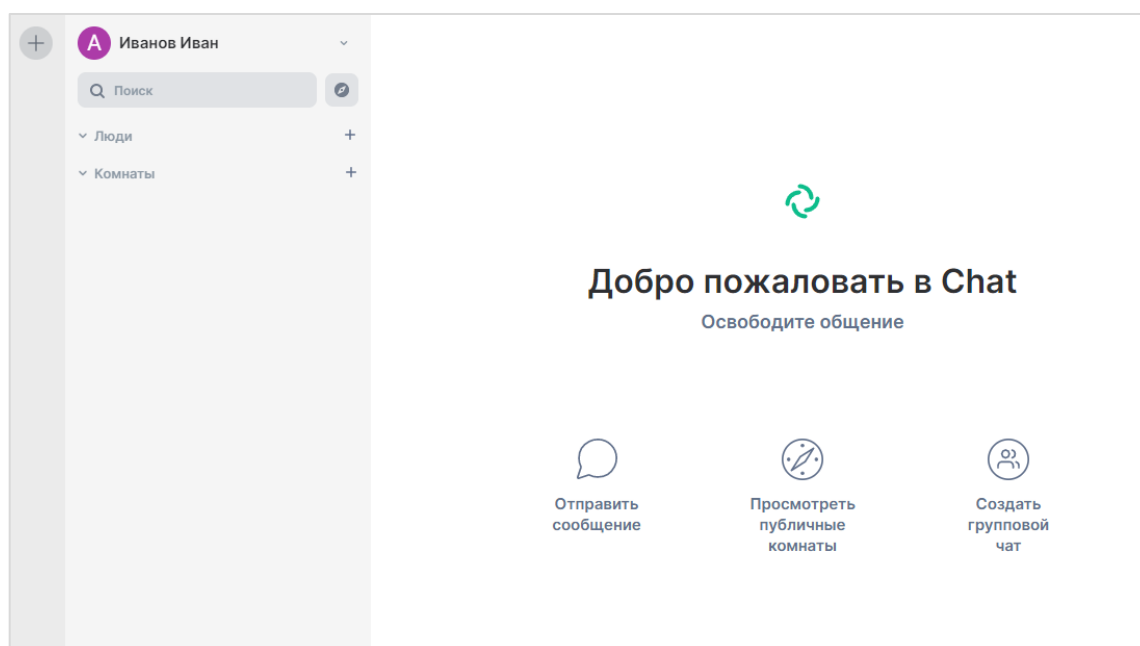 А Иванов Иван
Поиск
Люди
Комнаты
Добро пожаловать в Chat
Освободите общение
Отправить
сообщение
Просмотреть
публичные
комнаты
Создать
групповой
чат